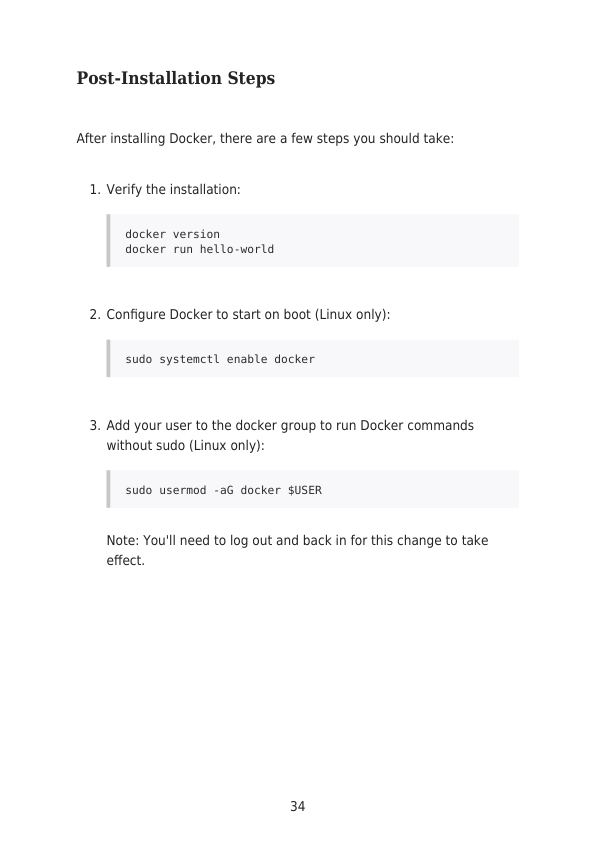 Post-Installation Steps
After installing Docker, there are a few steps you should take:
1. Verify the installation:
docker version
docker run hello-world
2. Configure Docker to start on boot (Linux only):
sudo systemctl enable docker
3. Add your user to the docker group to run Docker commands
without sudo (Linux only):
sudo usermod -aG docker $USER
Note: You'll need to log out and back in for this change to take
effect.
34